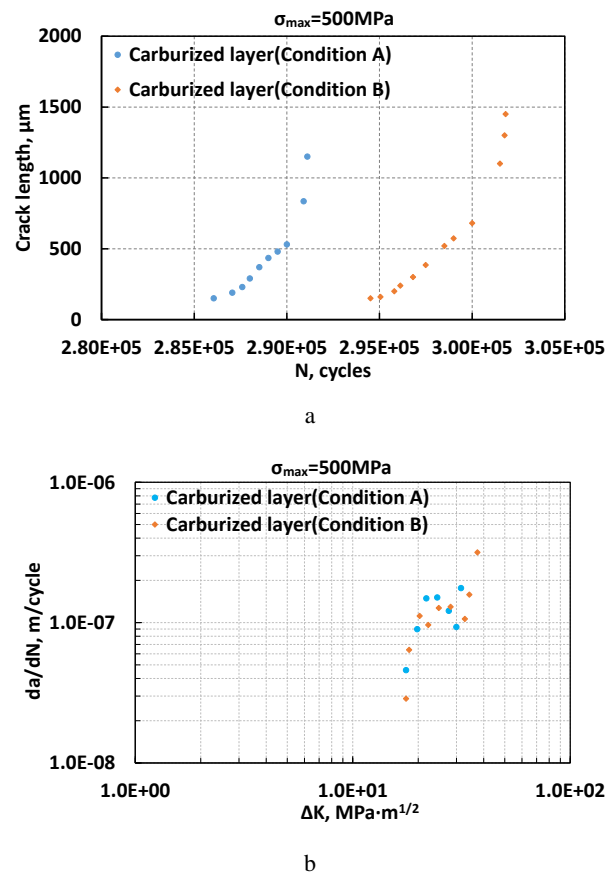 σmax=500MPa
2000
1500
1000
500
0
Crack length, µm
Carburized layer(Condition A)
Carburized layer(Condition B)
2.80E+05 2.85E+05 2.90E+05 2.95E+05 3.00E+05 3.05E+05
N, cycles
a
σmax=500MPa
1.0E-06
1.0E-07
1.0E-08
da/dN, m/cycle
Carburized layer(Condition A)
Carburized layer(Condition B)
1.0E+00 1.0E+01 1.0E+02
ΔK, MPa·m1/2
b